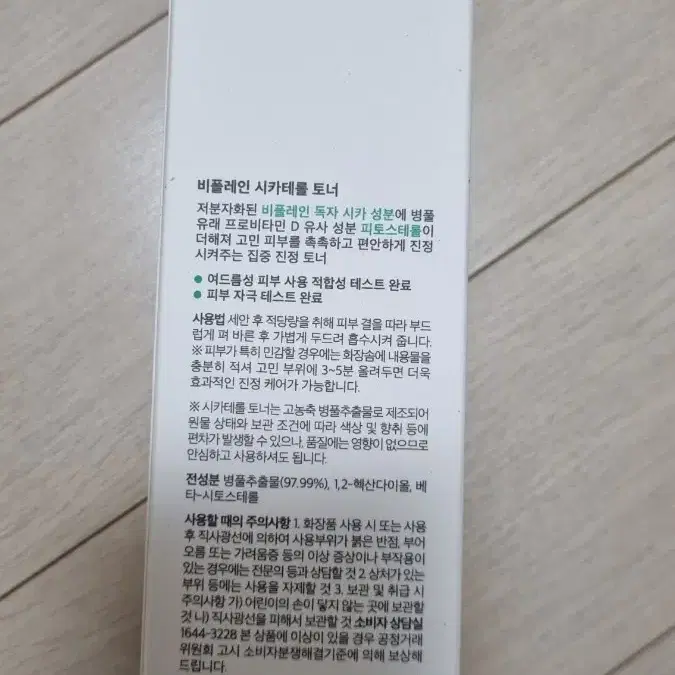 비플레인 시카테롤 토너
저분자화된 비플레인 독자 시카 성분에 병풀
유래 프로비타민 D 유사 성분 피토스테롤이
더해져 고민 피부를 촉촉하고 편안하게 진정
시켜주는 집중 진정 토너
● 여드름성 피부 사용 적합성 테스트 완료
● 피부 자극 테스트 완료
사용법 세안 후 적당량을 취해 피부 결을 따라 부드
럽게 펴 바른 후 가볍게 두드려 흡수시켜 줍니다.
※ 피부가 특히 민감할 경우에는 화장솜에 내용물을
충분히 적셔 고민 부위에 3~5분 올려두면 더욱
효과적인 진정 케어가 가능합니다.
※ 시카테롤 토너는 고농축 병풀추출물로 제조되어
원물 상태와 보관 조건에 따라 색상 및 향취 등에
편차가 발생할 수 있으나, 품질에는 영향이 없으므로
안심하고 사용하셔도 됩니다.
전성분 병풀추출물(97.99%), 1,2-헥산다이올, 베
타-시토스테롤
사용할 때의 주의사항 1. 화장품 사용 시 또는 사용
후 직사광선에 의하여 사용부위가 붉은 반점, 부어
오름 또는 가려움증 등의 이상 증상이나 부작용이
있는 경우에는 전문의 등과 상담할 것 2. 상처가 있는
부위 등에는 사용을 자제할 것 3. 보관 및 취급 시
주의사항 가) 어린이의 손이 닿지 않는 곳에 보관할
것 나) 직사광선을 피해서 보관할 것 소비자 상담실
1644-3228 본 상품에 이상이 있을 경우 공정거래
위원회 고시 소비자분쟁해결기준에 의해 보상해
드립니다.